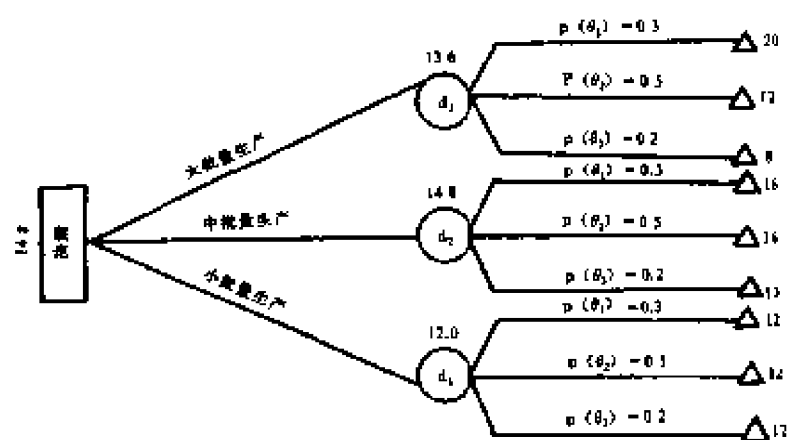 p (θ₁) = 0.3 20
13.6
P (θ₂) = 0.5 12
大批量生产
p (θ₃) = 0.2 8
p (θ₁) = 0.3 16
14.8
14.8
决策
中批量生产
d₂
p (θ₂) = 0.5 16
小批量生产
p (θ₃) = 0.2
p (θ₁) = 0.3 12
12.0
p (θ₂) = 0.5 12
p (θ₃) = 0.2 12